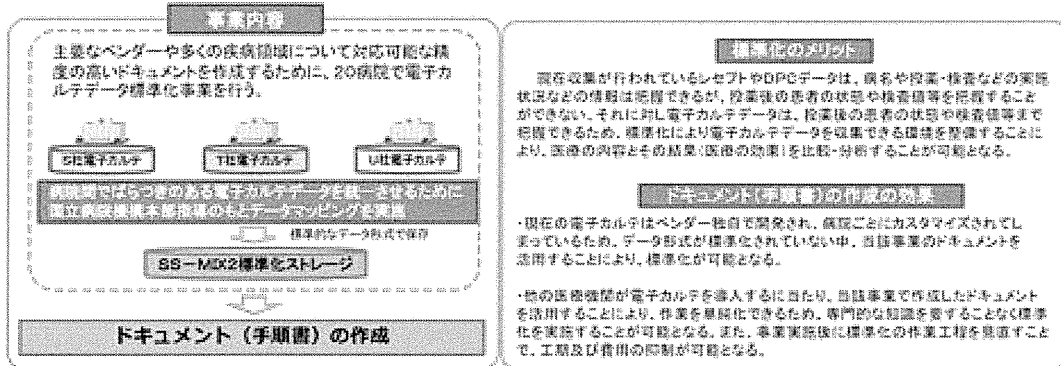 事業内容
主要なベンダーや多くの疾病領域について対応可能な精
度の高いドキュメントを作成するために、20病院で電子カ
ルテデータ標準化事業を行う。
S社電子カルテ
T社電子カルテ
U社電子カルテ
病院間でばらつきのある電子カルテデータを統一させるために
国立病院機構本部指導のもとデータマッピングを実施
標準的なデータ形式で保存
SS-MIX2標準化ストレージ
ドキュメント（手順書）の作成
標準化のメリット
現在収集が行われているレセプトやDPCデータは、病名や投薬・検査などの実施
状況などの情報は把握できるが、投薬後の患者の状態や検査値等を把握すること
ができない。それに対し電子カルテデータは、投薬後の患者の状態や検査値等まで
把握できるため、標準化により電子カルテデータを収集できる環境を整備することに
より、医療の内容とその結果（医療の効果）を比較・分析することが可能となる。
ドキュメント（手順書）の作成の効果
・現在の電子カルテはベンダー独自で開発され、病院ごとにカスタマイズされてし
まっているため、データ形式が標準化されていない中、当該事業のドキュメントを
活用することにより、標準化が可能となる。
・他の医療機関が電子カルテを導入するに当たり、当該事業で作成したドキュメント
を活用することにより、作業を単純化できるため、専門的な知識を要することなく標準
化を実施することが可能となる。また、事業実施後に標準化の作業工程を見直すこと
で、工期及び費用の抑制が可能となる。